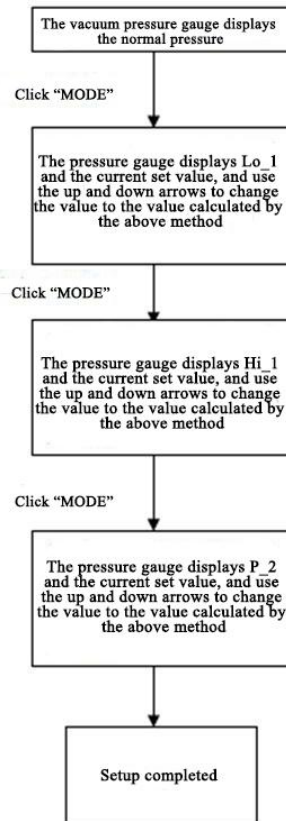 The vacuum pressure gauge displays
the normal pressure
Click “MODE”
The pressure gauge displays Lo_1
and the current set value, and use
the up and down arrows to change
the value to the value calculated by
the above method
Click “MODE”
The pressure gauge displays Hi_1
and the current set value, and use
the up and down arrows to change
the value to the value calculated by
the above method
Click “MODE”
The pressure gauge displays P_2
and the current set value, and use
the up and down arrows to change
the value to the value calculated by
the above method
Setup completed